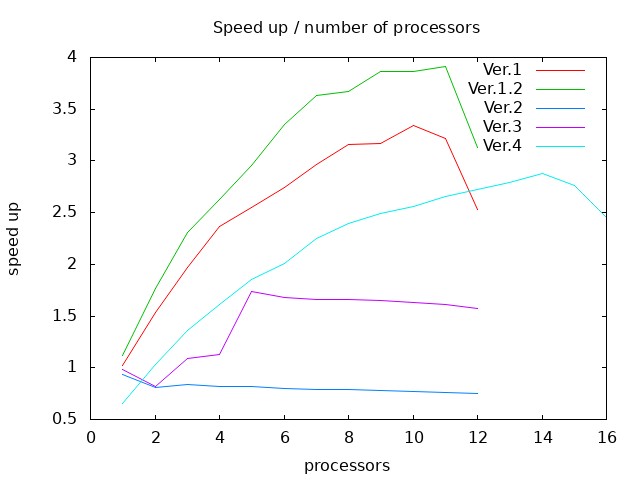 Speed up / number of processors
4
3.5
3
2.5
2
1.5
1
0.5
speed up
Ver.1
Ver.1.2
Ver.2
Ver.3
Ver.4
0 2 4 6 8 10 12 14 16
processors